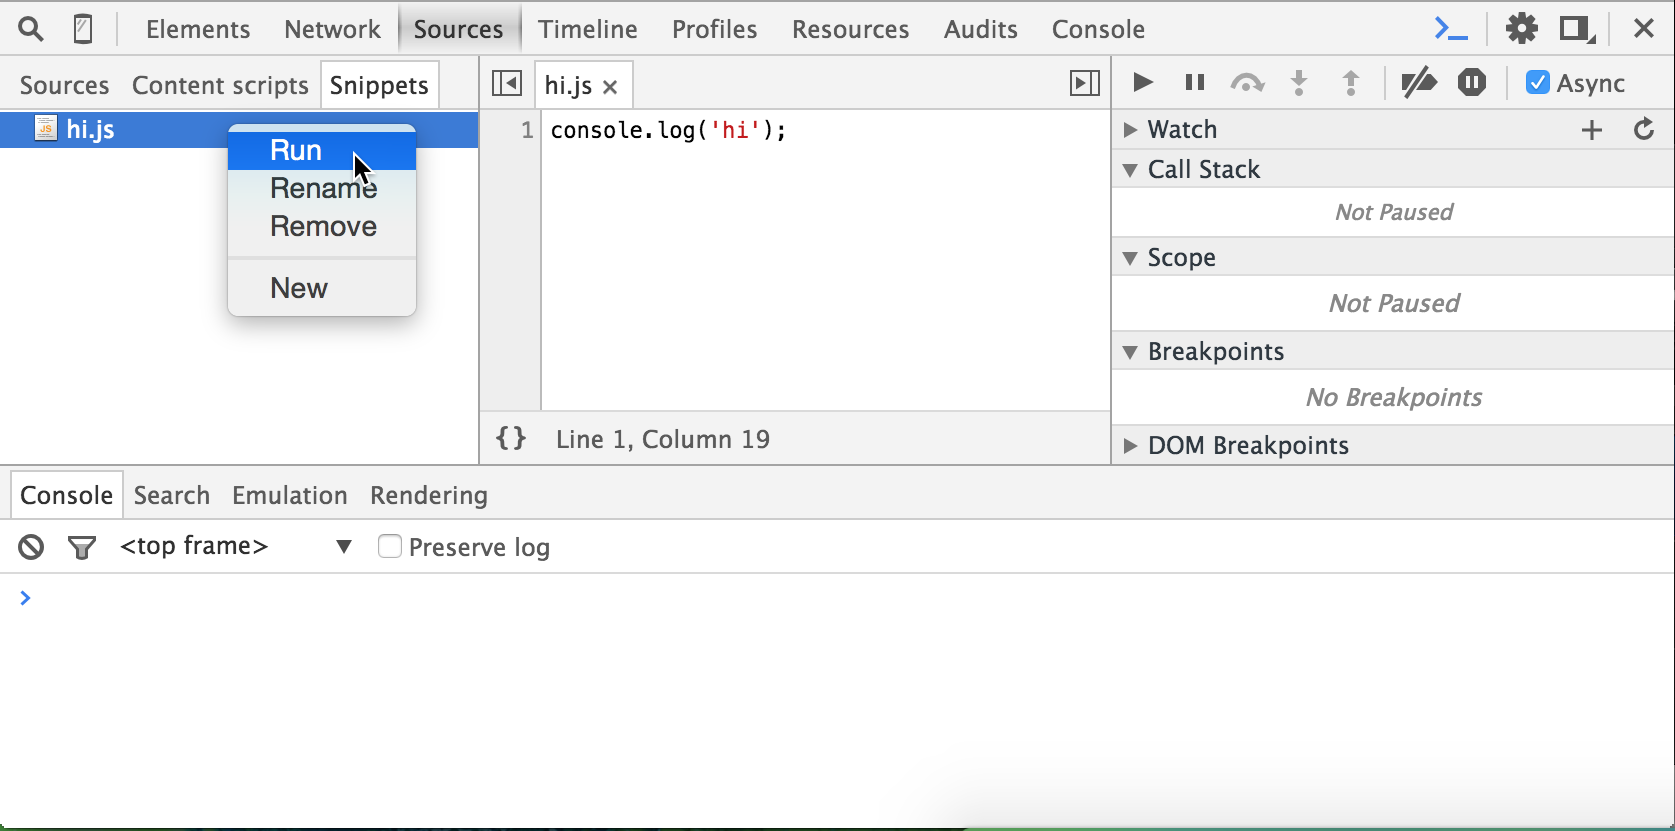 Elements Network Sources Timeline Profiles Resources Audits Console
Sources Content scripts Snippets
hi.js
Run
Rename
Remove
New
hi.js ×
1 console.log('hi');
{} Line 1, Column 19
Async
Watch
Call Stack
Not Paused
Scope
Not Paused
Breakpoints
No Breakpoints
DOM Breakpoints
Console Search Emulation Rendering
<top frame> ▼ Preserve log
>